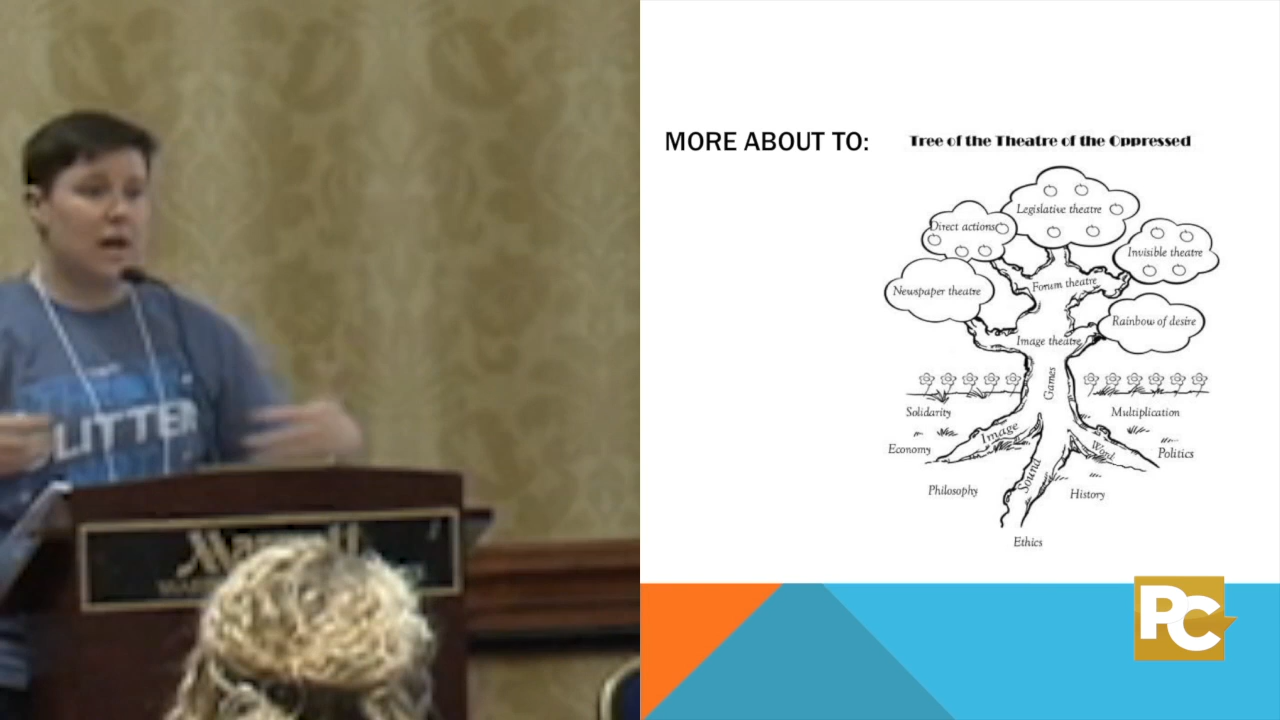 LITTER
Marriott
MORE ABOUT TO:
Tree of the Theatre of the Oppressed
Legislative theatre
Direct actions
Invisible theatre
Newspaper theatre
Forum theatre
Rainbow of desire
Image theatre
Games
Solidarity
Multiplication
Image
Word
Economy
Politics
Sound
Philosophy
History
Ethics
PC